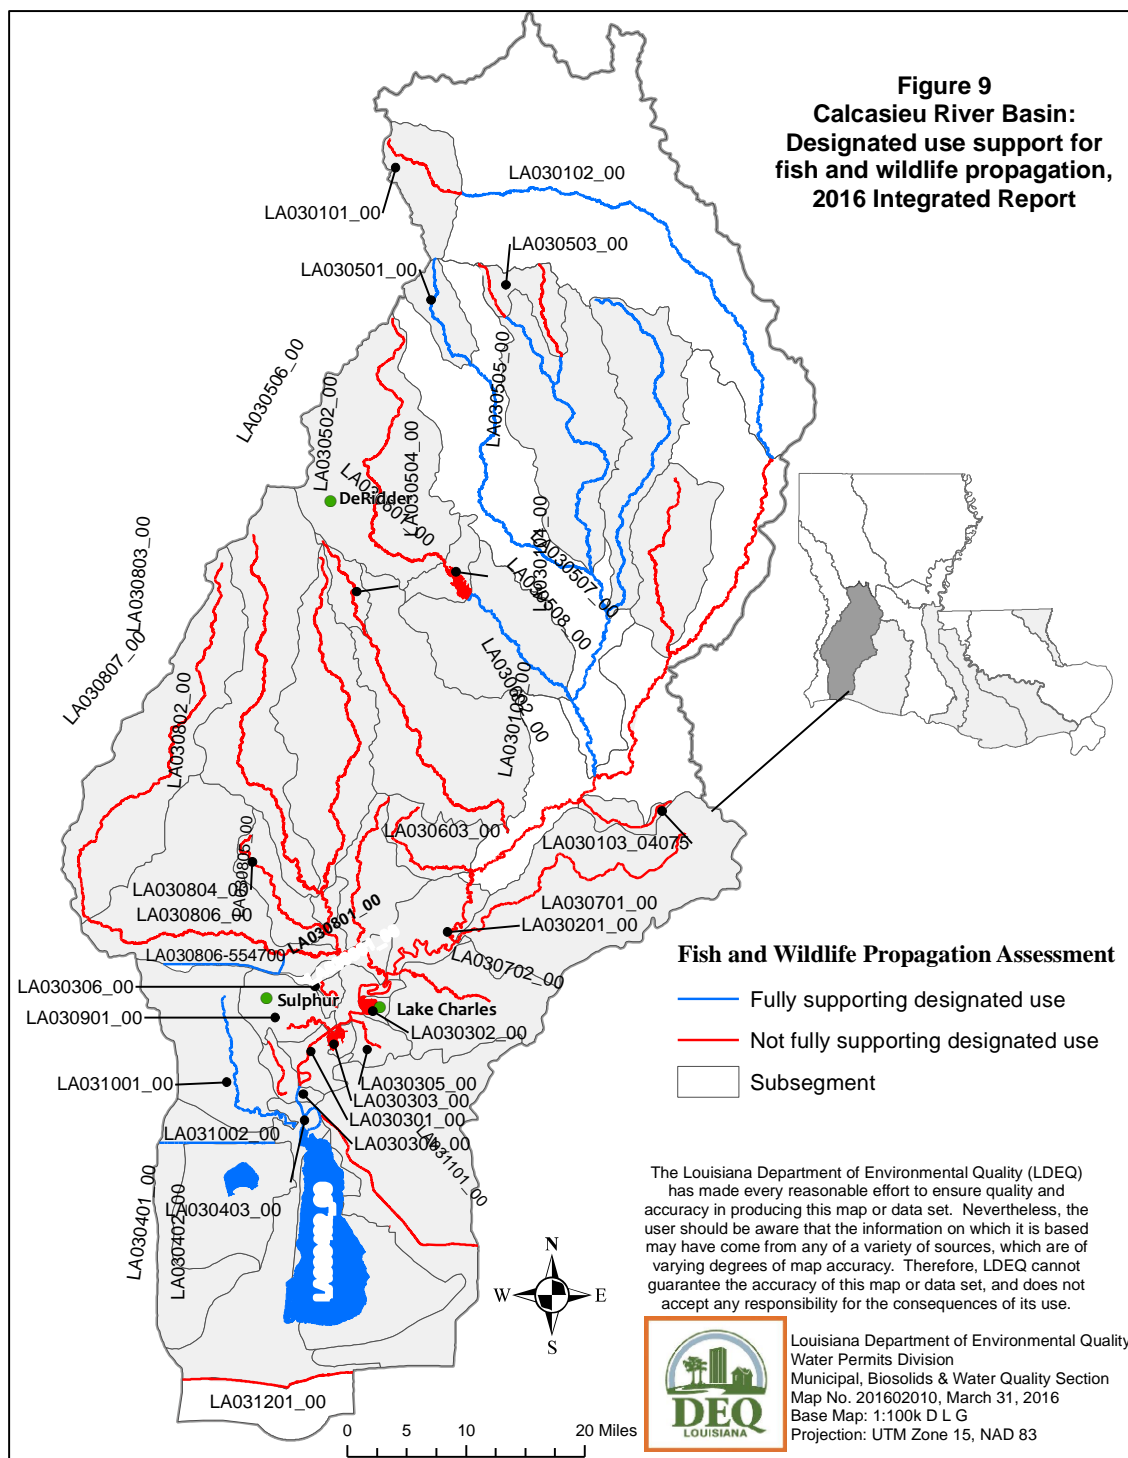 Figure 9
Calcasieu River Basin:
Designated use support for
fish and wildlife propagation,
2016 Integrated Report
LA030102_00
LA030101_00
LA030503_00
LA030501_00
LA030506_00
LA030502_00
LA030505_00
LA030504_00
DeRidder
LA030507_00
LA030508_00
LA030803_00
LA030807_00
LA030802_00
LA030602_00
LA030603_00
LA030103_04075
LA030805_00
LA030804_00
LA030806_00
LA030801_00
LA030701_00
LA030201_00
LA030702_00
LA030806-554700
LA030306_00
Sulphur
Lake Charles
LA030901_00
LA030302_00
LA031001_00
LA030305_00
LA030303_00
LA030301_00
LA030304_00
LA031002_00
LA031101_00
LA030403_00
LA030401_00
LA030402_00
LA031201_00
Fish and Wildlife Propagation Assessment
Fully supporting designated use
Not fully supporting designated use
Subsegment
The Louisiana Department of Environmental Quality (LDEQ)
has made every reasonable effort to ensure quality and
accuracy in producing this map or data set. Nevertheless, the
user should be aware that the information on which it is based
may have come from any of a variety of sources, which are of
varying degrees of map accuracy. Therefore, LDEQ cannot
guarantee the accuracy of this map or data set, and does not
accept any responsibility for the consequences of its use.
N
W
E
S
DEQ
LOUISIANA
Louisiana Department of Environmental Quality
Water Permits Division
Municipal, Biosolids & Water Quality Section
Map No. 201602010, March 31, 2016
Base Map: 1:100k D L G
Projection: UTM Zone 15, NAD 83
0 5 10 20 Miles